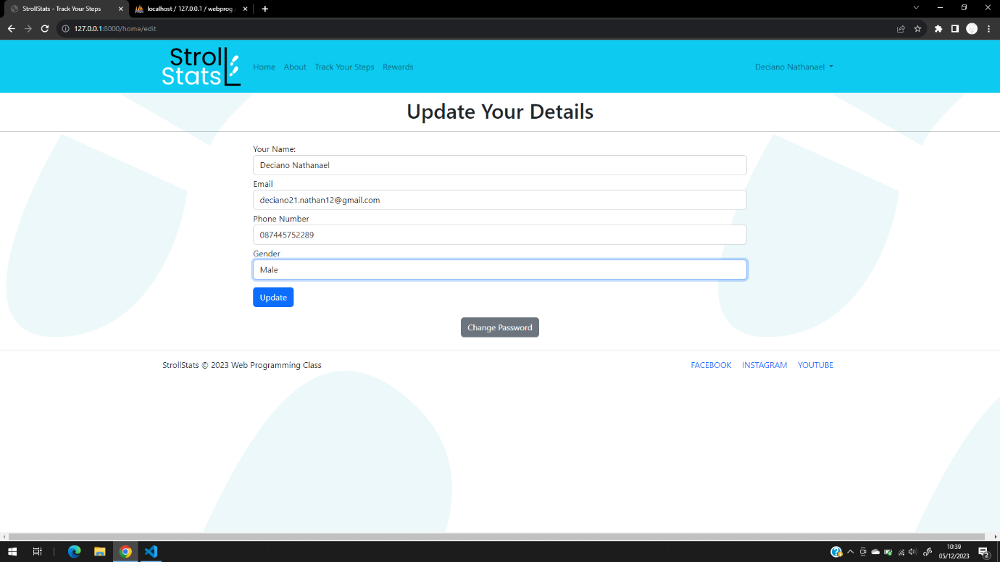 StrollStats - Track Your Steps
localhost / 127.0.0.1 / webprog
127.0.0.1:8000/home/edit
Stroll
Stats
Home About Track Your Steps Rewards Deciano Nathanael
Update Your Details
Your Name:
Deciano Nathanael
Email
deciano21.nathan12@gmail.com
Phone Number
087445752289
Gender
Male
Update
Change Password
StrollStats © 2023 Web Programming Class FACEBOOK INSTAGRAM YOUTUBE
10:39
05/12/2023
2